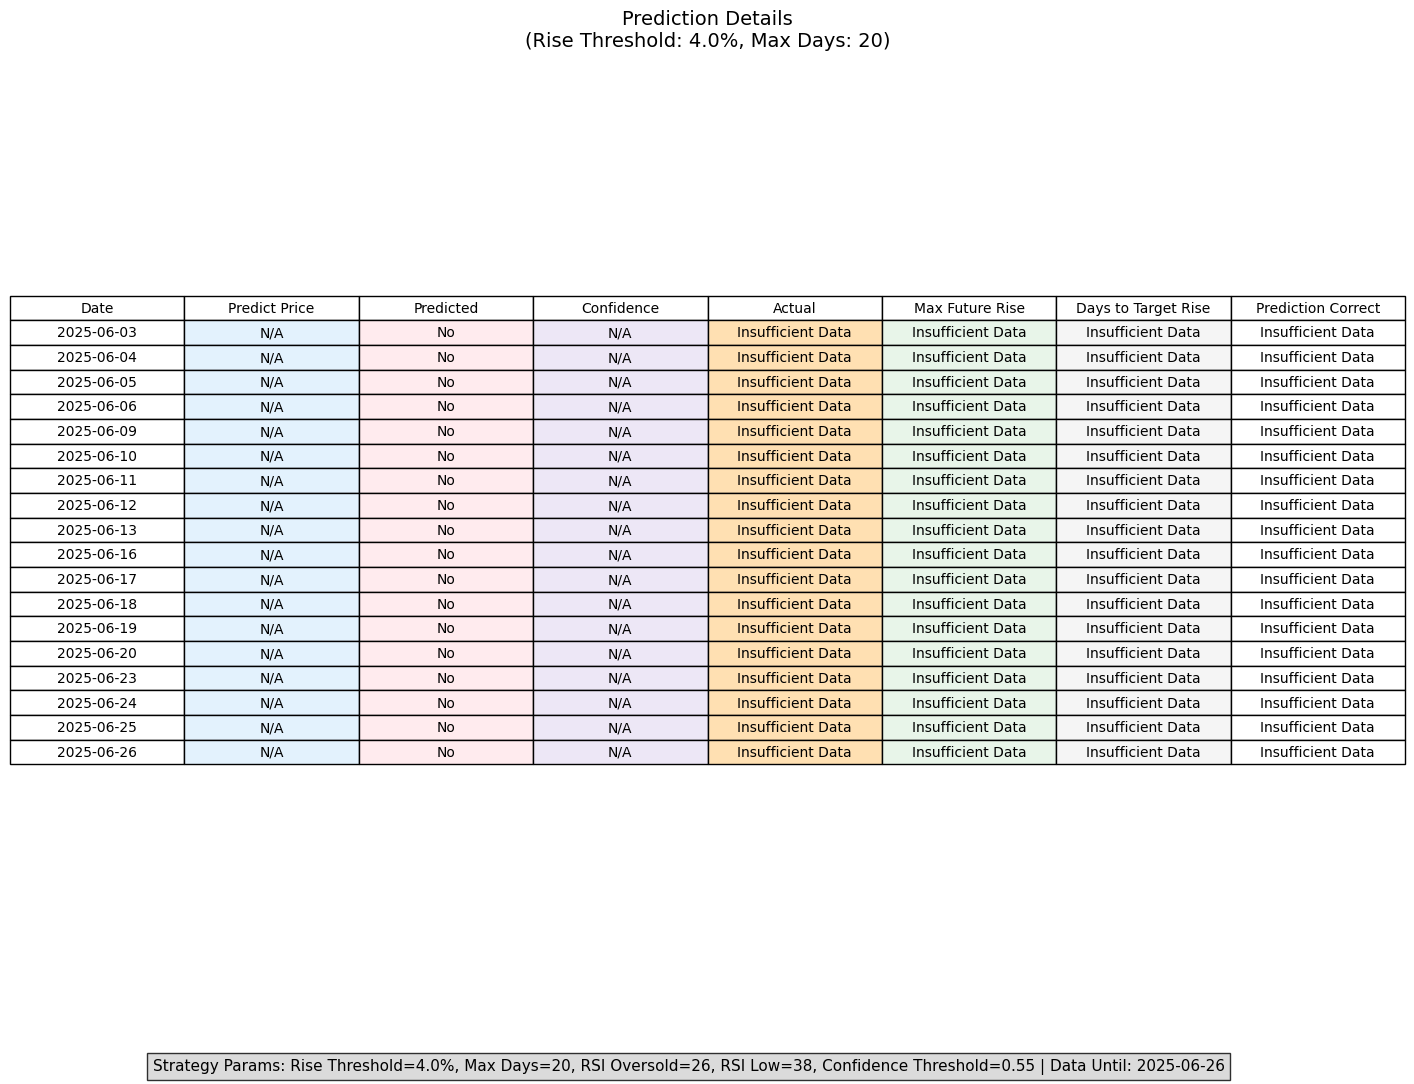 Prediction Details
(Rise Threshold: 4.0%, Max Days: 20)
Date Predict Price Predicted Confidence Actual Max Future Rise Days to Target Rise Prediction Correct
2025-06-03 N/A No N/A Insufficient Data Insufficient Data Insufficient Data Insufficient Data
2025-06-04 N/A No N/A Insufficient Data Insufficient Data Insufficient Data Insufficient Data
2025-06-05 N/A No N/A Insufficient Data Insufficient Data Insufficient Data Insufficient Data
2025-06-06 N/A No N/A Insufficient Data Insufficient Data Insufficient Data Insufficient Data
2025-06-09 N/A No N/A Insufficient Data Insufficient Data Insufficient Data Insufficient Data
2025-06-10 N/A No N/A Insufficient Data Insufficient Data Insufficient Data Insufficient Data
2025-06-11 N/A No N/A Insufficient Data Insufficient Data Insufficient Data Insufficient Data
2025-06-12 N/A No N/A Insufficient Data Insufficient Data Insufficient Data Insufficient Data
2025-06-13 N/A No N/A Insufficient Data Insufficient Data Insufficient Data Insufficient Data
2025-06-16 N/A No N/A Insufficient Data Insufficient Data Insufficient Data Insufficient Data
2025-06-17 N/A No N/A Insufficient Data Insufficient Data Insufficient Data Insufficient Data
2025-06-18 N/A No N/A Insufficient Data Insufficient Data Insufficient Data Insufficient Data
2025-06-19 N/A No N/A Insufficient Data Insufficient Data Insufficient Data Insufficient Data
2025-06-20 N/A No N/A Insufficient Data Insufficient Data Insufficient Data Insufficient Data
2025-06-23 N/A No N/A Insufficient Data Insufficient Data Insufficient Data Insufficient Data
2025-06-24 N/A No N/A Insufficient Data Insufficient Data Insufficient Data Insufficient Data
2025-06-25 N/A No N/A Insufficient Data Insufficient Data Insufficient Data Insufficient Data
2025-06-26 N/A No N/A Insufficient Data Insufficient Data Insufficient Data Insufficient Data
Strategy Params: Rise Threshold=4.0%, Max Days=20, RSI Oversold=26, RSI Low=38, Confidence Threshold=0.55 | Data Until: 2025-06-26